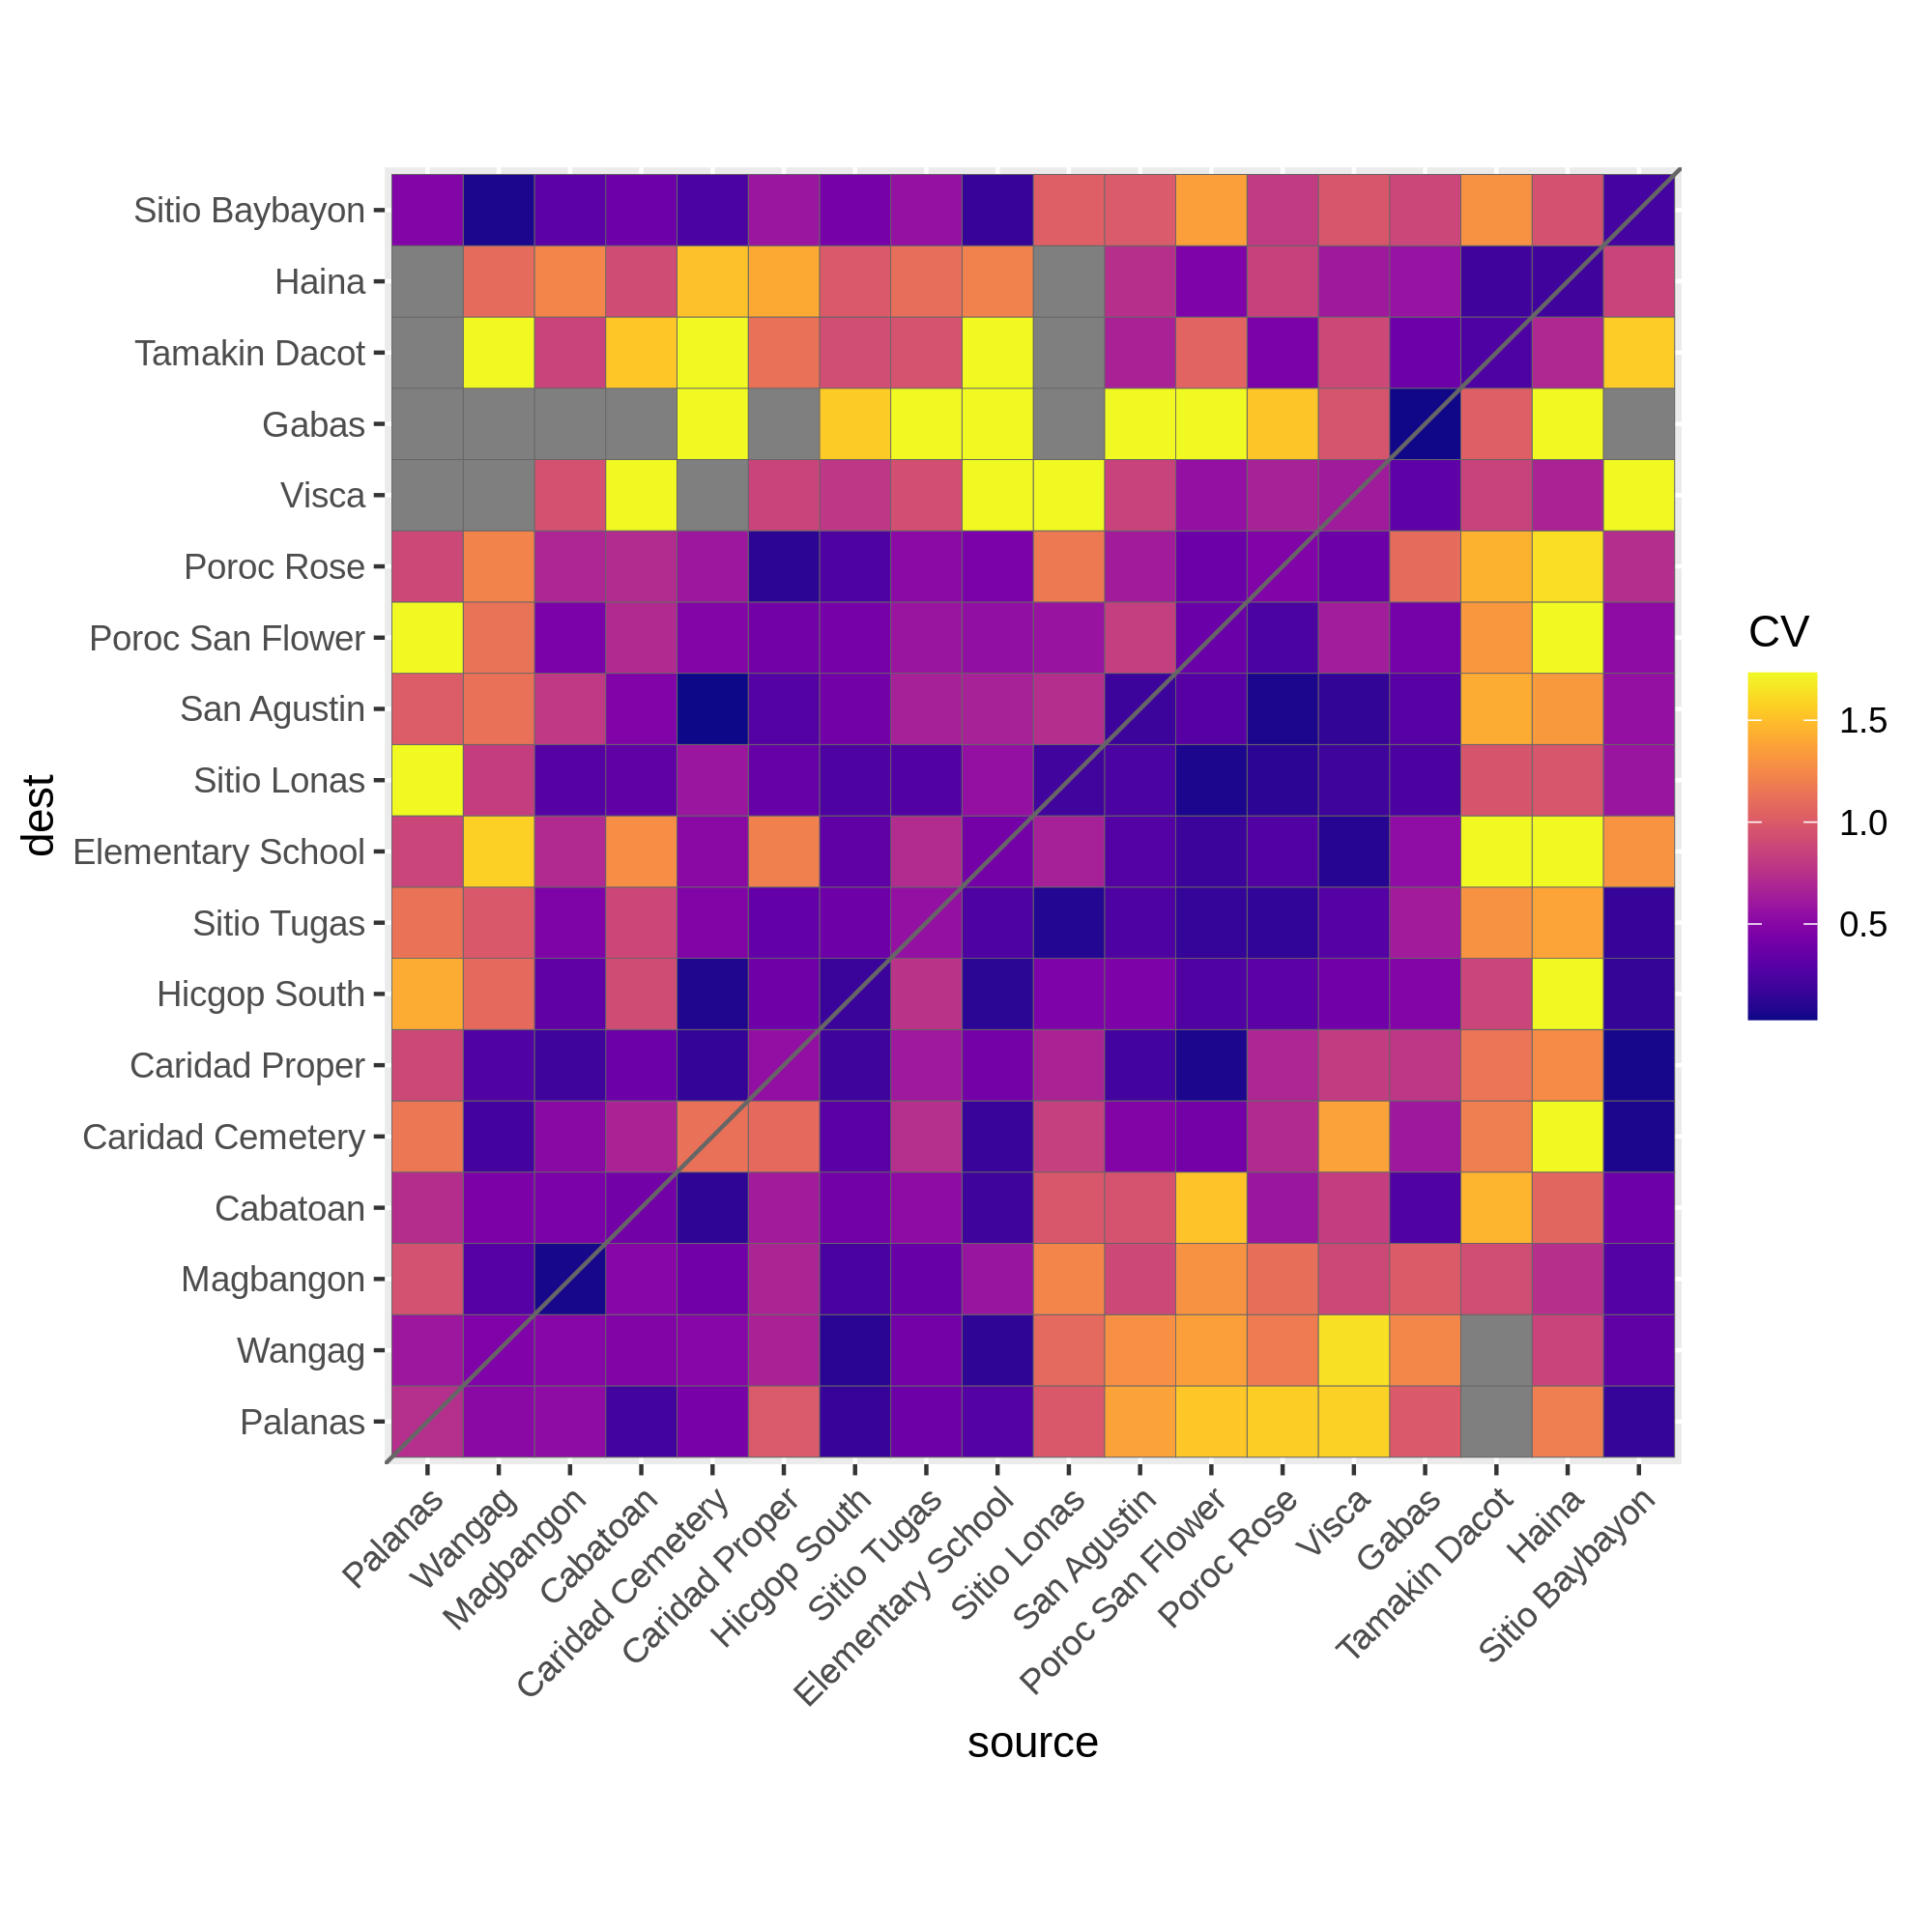 Sitio Baybayon
Haina
Tamakin Dacot
Gabas
Visca
Poroc Rose
Poroc San Flower
San Agustin
Sitio Lonas
Elementary School
Sitio Tugas
Hicgop South
Caridad Proper
Caridad Cemetery
Cabatoan
Magbangon
Wangag
Palanas
dest
Palanas
Wangag
Magbangon
Cabatoan
Caridad Cemetery
Caridad Proper
Hicgop South
Sitio Tugas
Elementary School
Sitio Lonas
San Agustin
Poroc San Flower
Poroc Rose
Visca
Gabas
Tamakin Dacot
Haina
Sitio Baybayon
source
CV
1.5
1.0
0.5